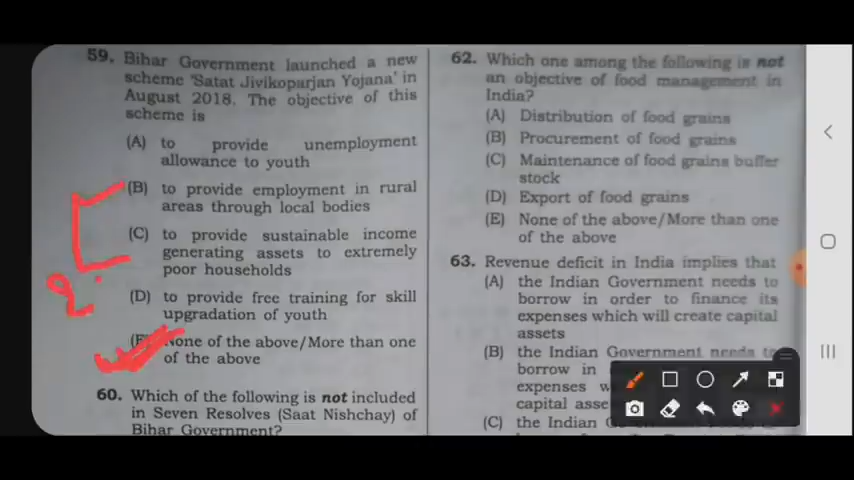 59. Bihar Government launched a new
scheme 'Satat Jivikoparjan Yojana' in
August 2018. The objective of this
scheme is
(A) to provide unemployment
allowance to youth
(B) to provide employment in rural
areas through local bodies
(C) to provide sustainable income
generating assets to extremely
poor households
(D) to provide free training for skill
upgradation of youth
(E) None of the above/More than one
of the above
60. Which of the following is not included
in Seven Resolves (Saat Nishchay) of
Bihar Government?
62. Which one among the following is not
an objective of food management in
India?
(A) Distribution of food grains
(B) Procurement of food grains
(C) Maintenance of food grains buffer
stock
(D) Export of food grains
(E) None of the above/More than one
of the above
63. Revenue deficit in India implies that
(A) the Indian Government needs to
borrow in order to finance its
expenses which will create capital
assets
(B) the Indian Government needs to
borrow in
expenses
capital
(C) the Indian